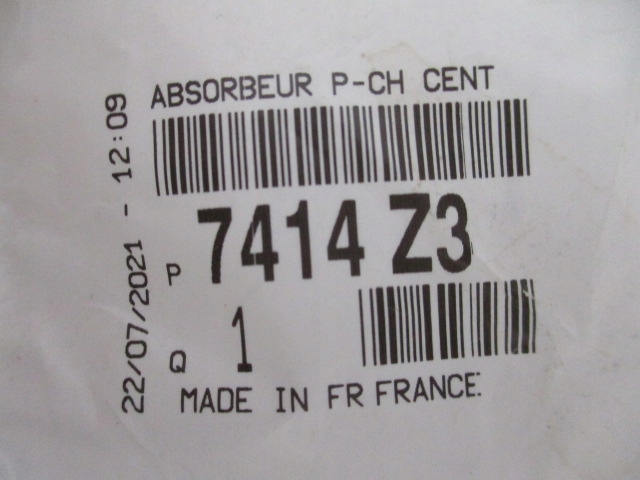 ABSORBEUR P-CH CENT
22/07/2021 - 12:09
P 7414 Z3
Q 1
MADE IN FR FRANCE: